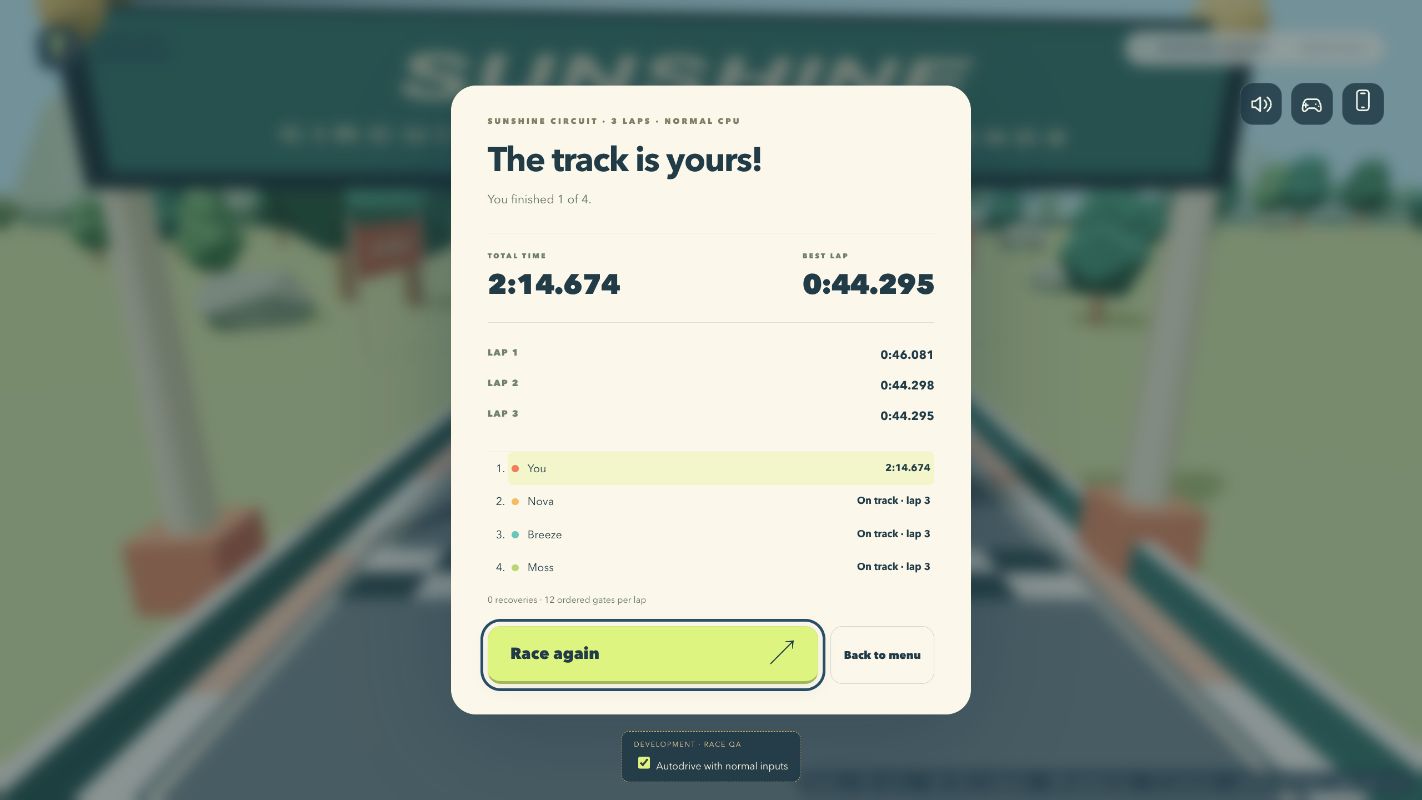 SUNSHINE
SUNSHINE CIRCUIT · 3 LAPS · NORMAL CPU
The track is yours!
You finished 1 of 4.
TOTAL TIME
2:14.674
BEST LAP
0:44.295
LAP 1 0:46.081
LAP 2 0:44.298
LAP 3 0:44.295
1. You 2:14.674
2. Nova On track · lap 3
3. Breeze On track · lap 3
4. Moss On track · lap 3
0 recoveries · 12 ordered gates per lap
Race again
Back to menu
DEVELOPMENT · RACE QA
Autodrive with normal inputs